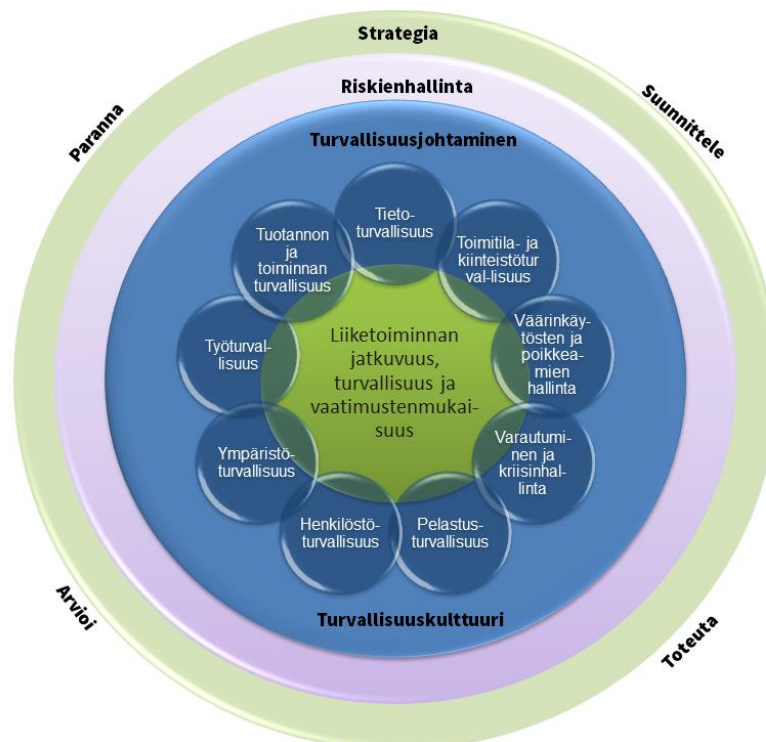 Strategia
Riskienhallinta
Turvallisuusjohtaminen
Paranna
Suunnittele
Tieto-
turvallisuus
Toimitila- ja
kiinteistötur
val-lisuus
Väärinkäy-
tösten ja
poikkea-
mien
hallinta
Varautumi-
nen ja
kriisinhal-
linta
Pelastus-
turvallisuus
Henkilöstö-
turvallisuus
Ympäristö-
turvallisuus
Työturval-
lisuus
Tuotannon
ja
toiminnan
turvallisuus
Liiketoiminnan
jatkuvuus,
turvallisuus ja
vaatimustenmukai-
suus
Turvallisuuskulttuuri
Arvioi
Toteuta